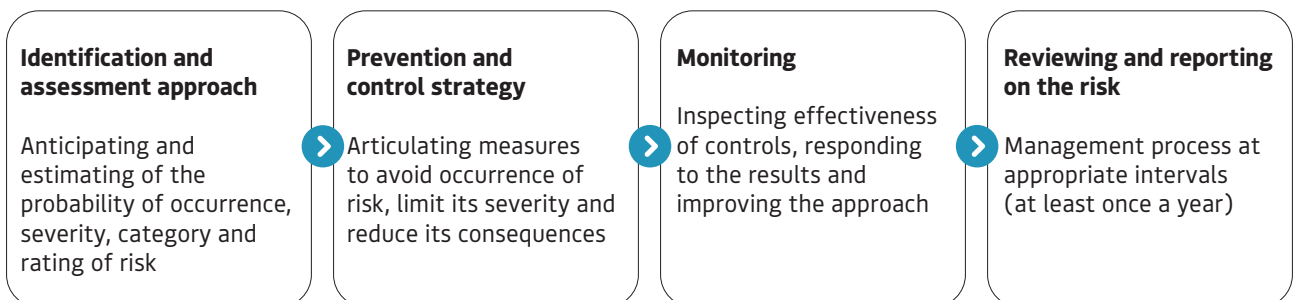 Identification and
assessment approach
Anticipating and
estimating of the
probability of occurrence,
severity, category and
rating of risk
Prevention and
control strategy
Articulating measures
to avoid occurrence of
risk, limit its severity and
reduce its consequences
Monitoring
Inspecting effectiveness
of controls, responding
to the results and
improving the approach
Reviewing and reporting
on the risk
Management process at
appropriate intervals
(at least once a year)